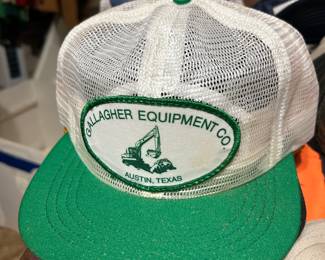 GALLAGHER EQUIPMENT CO
AUSTIN, TEXAS